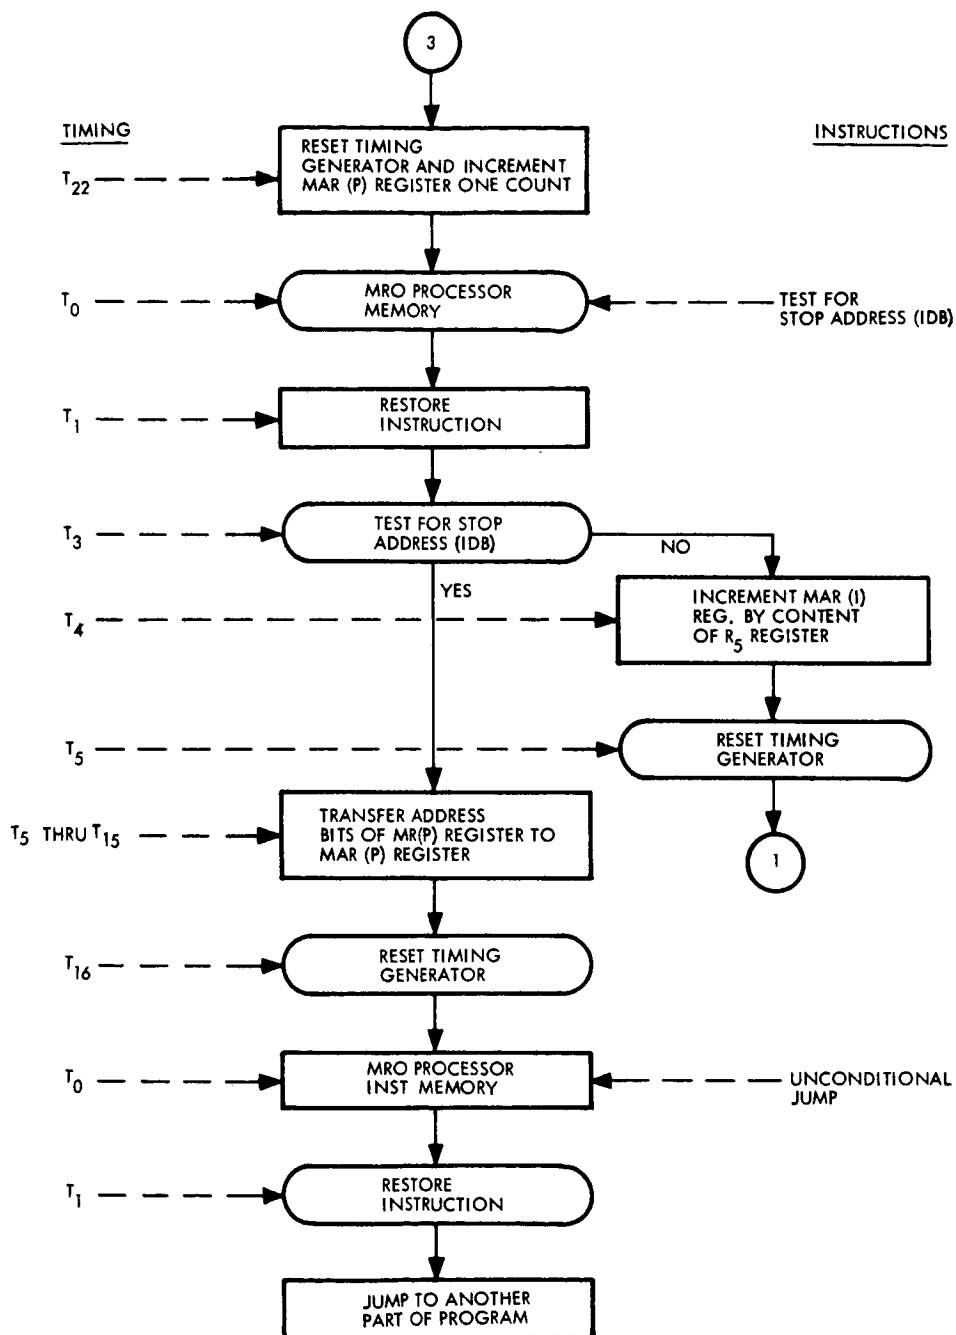 3
TIMING
INSTRUCTIONS
RESET TIMING
GENERATOR AND INCREMENT
MAR (P) REGISTER ONE COUNT
T22
MRO PROCESSOR
MEMORY
T0
TEST FOR
STOP ADDRESS (IDB)
RESTORE
INSTRUCTION
T1
TEST FOR STOP
ADDRESS (IDB)
T3
NO
YES
INCREMENT MAR (I)
REG. BY CONTENT
OF R5 REGISTER
T4
RESET TIMING
GENERATOR
T5
TRANSFER ADDRESS
BITS OF MR(P) REGISTER TO
MAR (P) REGISTER
T5 THRU T15
1
RESET TIMING
GENERATOR
T16
MRO PROCESSOR
INST MEMORY
T0
UNCONDITIONAL
JUMP
RESTORE
INSTRUCTION
T1
JUMP TO ANOTHER
PART OF PROGRAM